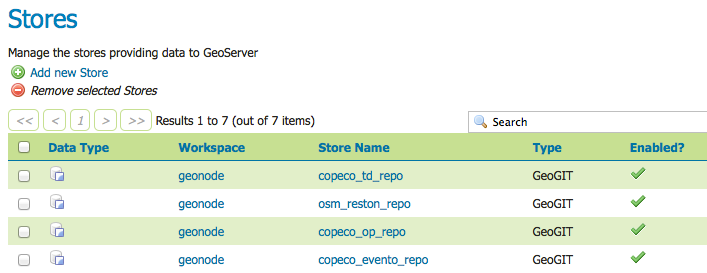 Stores
Manage the stores providing data to GeoServer
Add new Store
Remove selected Stores
<< < 1 > >> Results 1 to 7 (out of 7 items) Search
Data Type Workspace Store Name Type Enabled?
geonode copeco_td_repo GeoGIT
geonode osm_reston_repo GeoGIT
geonode copeco_op_repo GeoGIT
geonode copeco_evento_repo GeoGIT